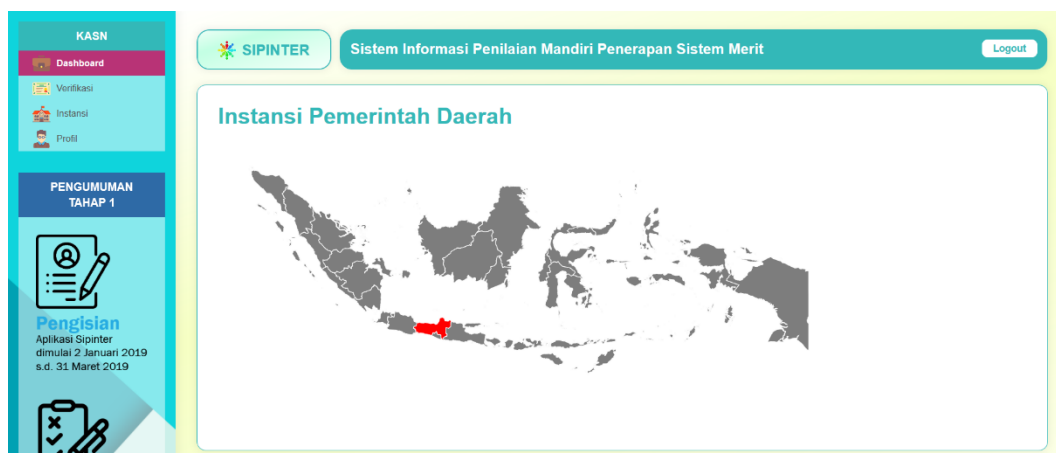 KASN
Dashboard
Verifikasi
Instansi
Profil
PENGUMUMAN
TAHAP 1
Pengisian
Aplikasi Sipinter
dimulai 2 Januari 2019
s.d. 31 Maret 2019
SIPINTER
Sistem Informasi Penilaian Mandiri Penerapan Sistem Merit
Logout
Instansi Pemerintah Daerah